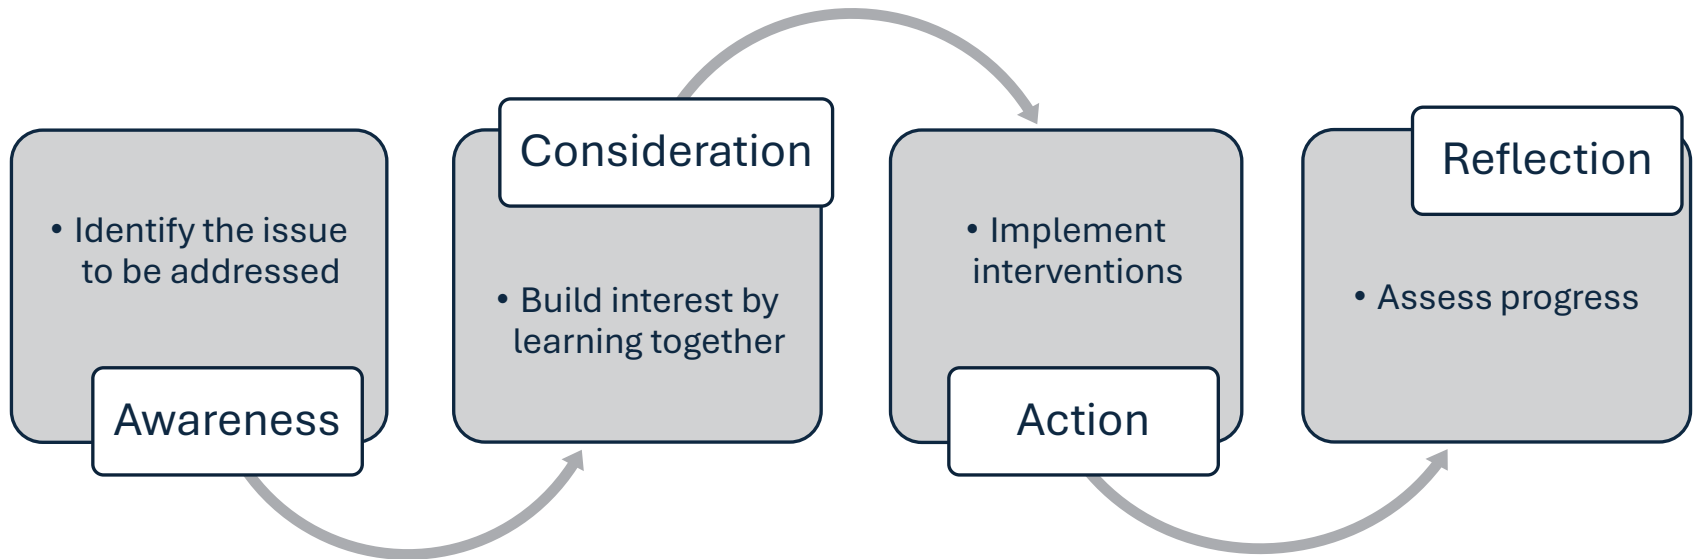 • Identify the issue
to be addressed
Awareness
Consideration
• Build interest by
learning together
• Implement
interventions
Action
Reflection
• Assess progress